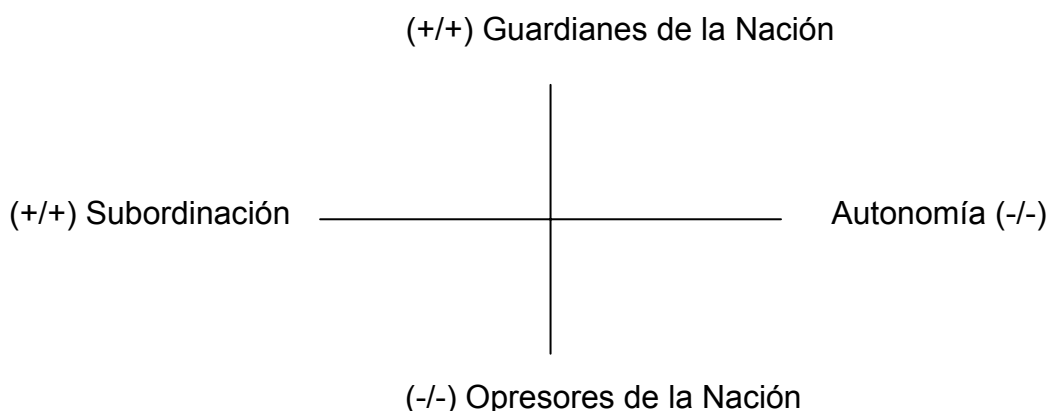 (+/+) Guardianes de la Nación
(+/+) Subordinación
Autonomía (-/-)
(-/-) Opresores de la Nación